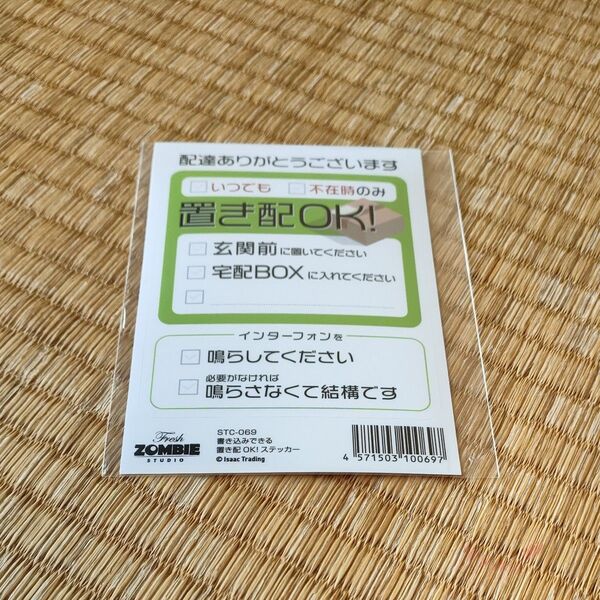 配達ありがとうございます
いつでも 不在時のみ
置き配OK!
玄関前に置いてください
宅配BOXに入れてください
インターフォンを
鳴らしてください
必要がなければ
鳴らさなくて結構です
Fresh
ZOMBIE
STUDIO
STC-069
書き込みできる
置き配OK!ステッカー
© Isaac Trading
4 571503 100697